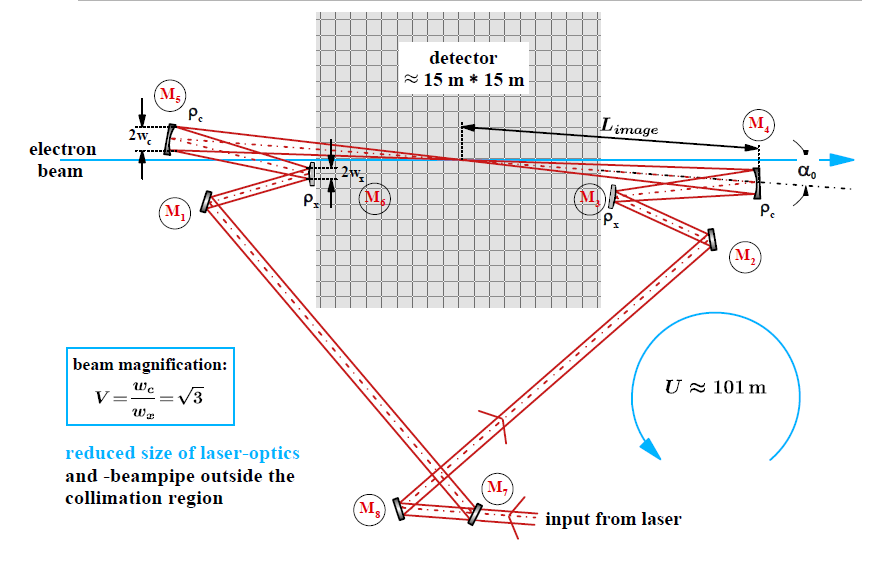 detector
≈ 15 m * 15 m
M₅
ρc
2wc
electron
beam
Limage
M₄
α₀
M₁
ρx
2wx
M₆
M₃
ρx
ρc
M₂
beam magnification:
V = wc/wx = √3
U ≈ 101 m
reduced size of laser-optics
and -beampipe outside the
collimation region
M₈
M₇
input from laser